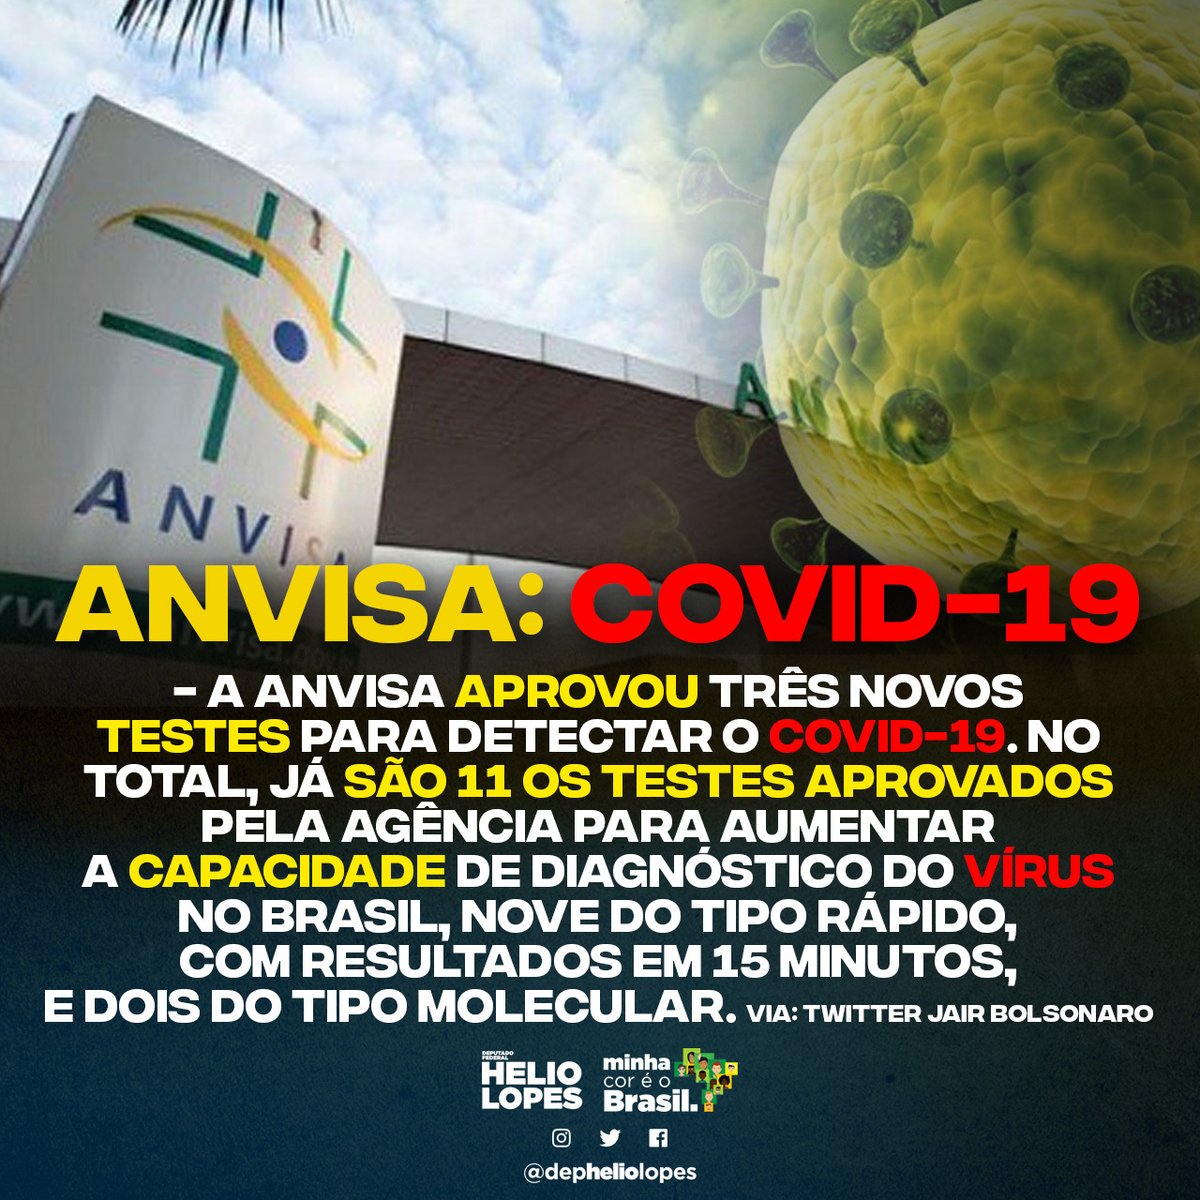 ANVISA
ANVISA: COVID-19
- A ANVISA APROVOU TRÊS NOVOS
TESTES PARA DETECTAR O COVID-19. NO
TOTAL, JÁ SÃO 11 OS TESTES APROVADOS
PELA AGÊNCIA PARA AUMENTAR
A CAPACIDADE DE DIAGNÓSTICO DO VÍRUS
NO BRASIL, NOVE DO TIPO RÁPIDO,
COM RESULTADOS EM 15 MINUTOS,
E DOIS DO TIPO MOLECULAR. VIA: TWITTER JAIR BOLSONARO
DEPUTADO
FEDERAL
HELIO
LOPES
minha
cor é o
Brasil.
@depheliolopes